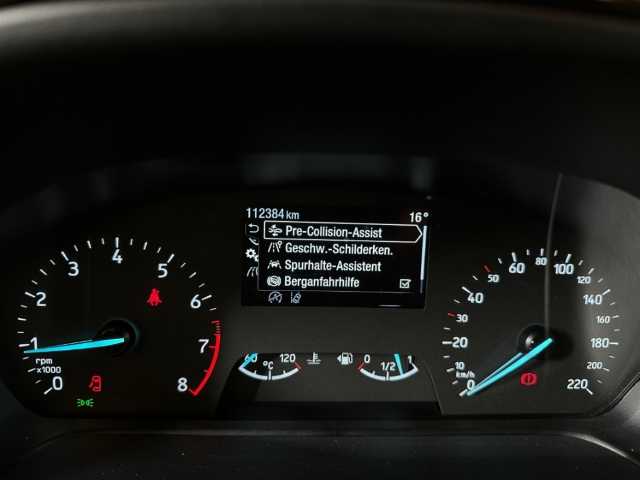 112384 km 16°
Pre-Collision-Assist
Geschw.-Schilderken.
Spurhalte-Assistent
Berganfahrhilfe
0 1 2 3 4 5 6 7 8
rpm
x1000
60 120
°C
0 1/2 1
0 10 20 30 40 50 60 80 100 120 140 160 180 200 220
km/h